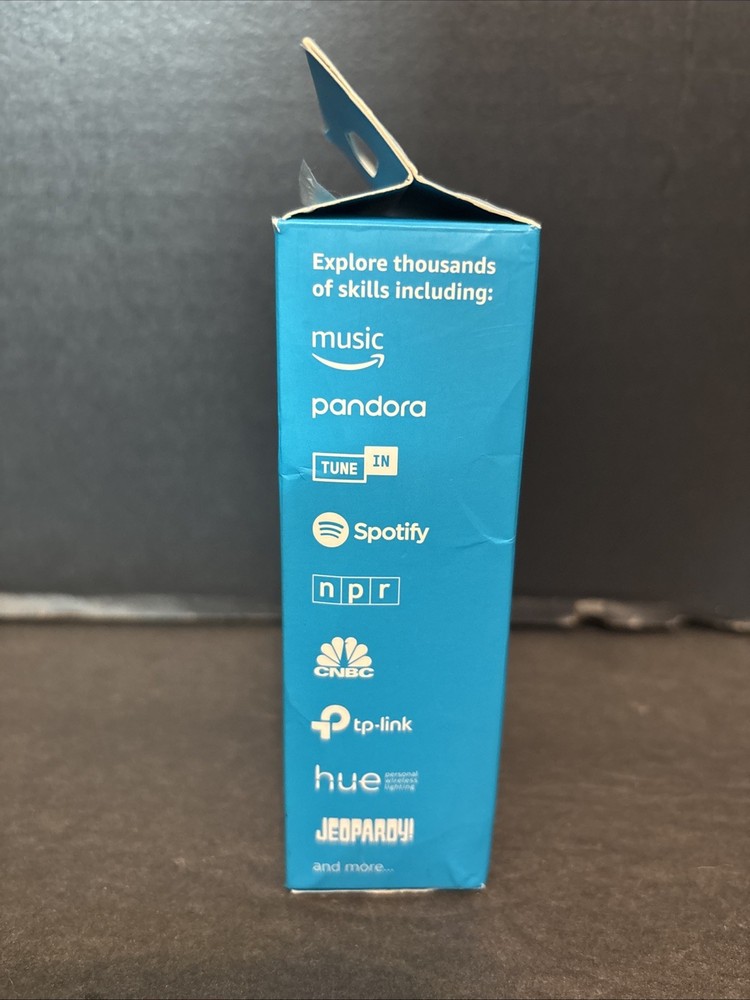 Explore thousands
of skills including:
music
pandora
TUNE IN
Spotify
npr
CNBC
tp-link
hue personal
wireless
lighting
JEOPARDY!
and more...